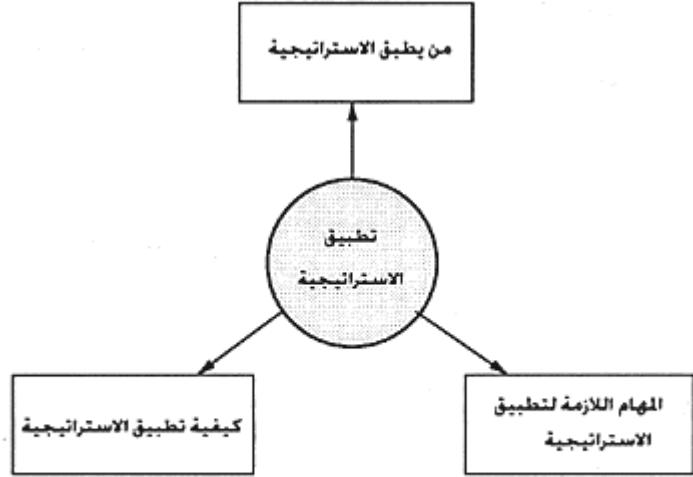 من يطبق الاستراتيجية
تطبيق
الاستراتيجية
المهام اللازمة لتطبيق
الاستراتيجية
كيفية تطبيق الاستراتيجية